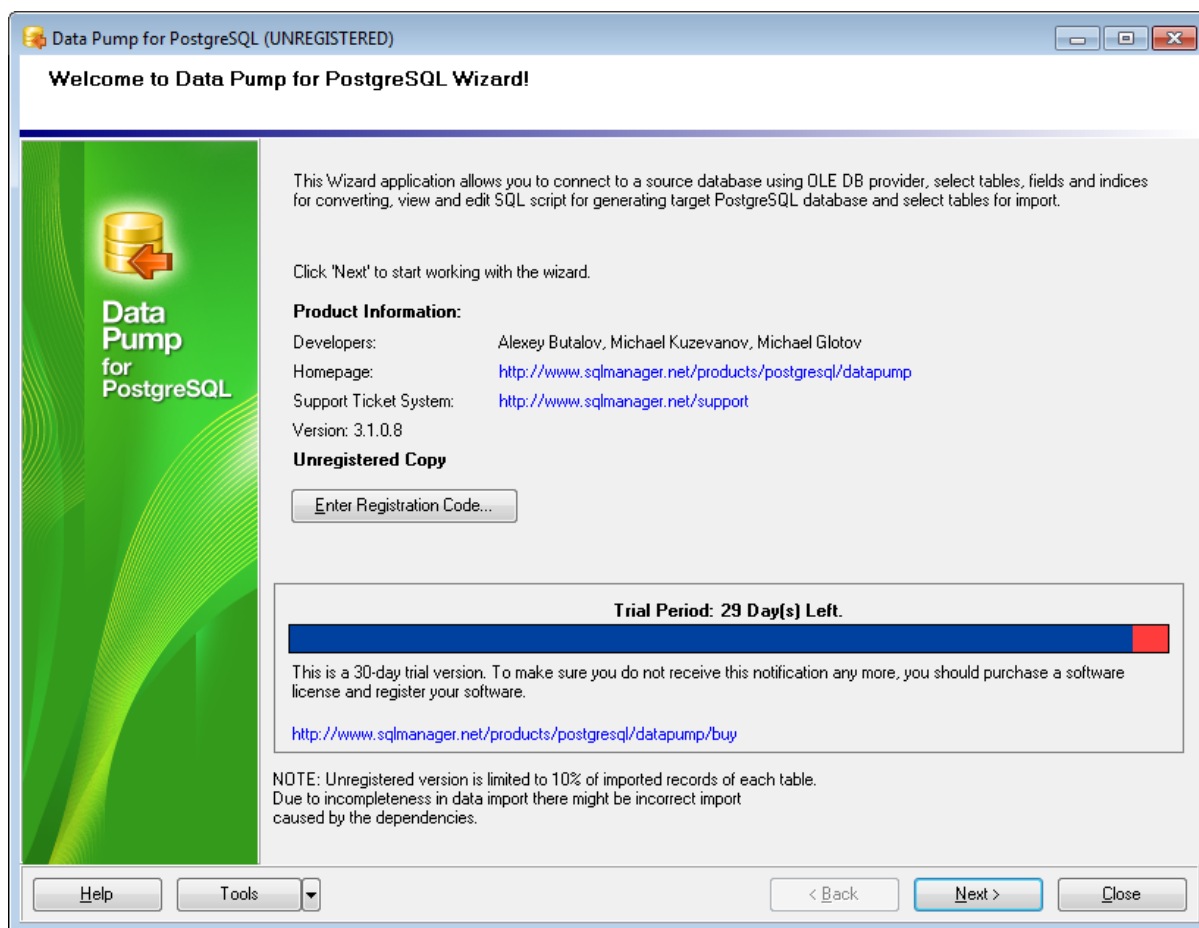 Data Pump for PostgreSQL (UNREGISTERED)
Welcome to Data Pump for PostgreSQL Wizard!
Data
Pump
for
PostgreSQL
This Wizard application allows you to connect to a source database using OLE DB provider, select tables, fields and indices
for converting, view and edit SQL script for generating target PostgreSQL database and select tables for import.
Click 'Next' to start working with the wizard.
Product Information:
Developers: Alexey Butalov, Michael Kuzevanov, Michael Glotov
Homepage: http://www.sqlmanager.net/products/postgresql/datapump
Support Ticket System: http://www.sqlmanager.net/support
Version: 3.1.0.8
Unregistered Copy
Enter Registration Code...
Trial Period: 29 Day(s) Left.
This is a 30-day trial version. To make sure you do not receive this notification any more, you should purchase a software
license and register your software.
http://www.sqlmanager.net/products/postgresql/datapump/buy
NOTE: Unregistered version is limited to 10% of imported records of each table.
Due to incompleteness in data import there might be incorrect import
caused by the dependencies.
Help Tools < Back Next > Close